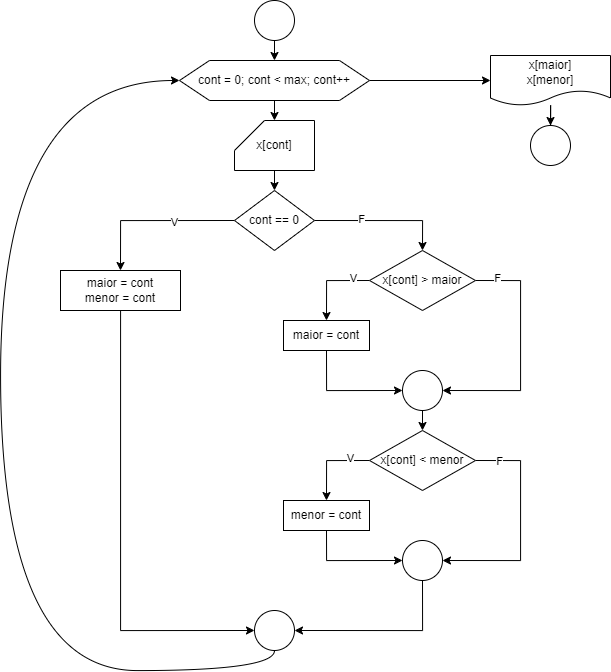 cont = 0; cont < max; cont++
x[maior]
x[menor]
x[cont]
cont == 0
V
F
maior = cont
menor = cont
x[cont] > maior
V
F
maior = cont
x[cont] < menor
V
F
menor = cont